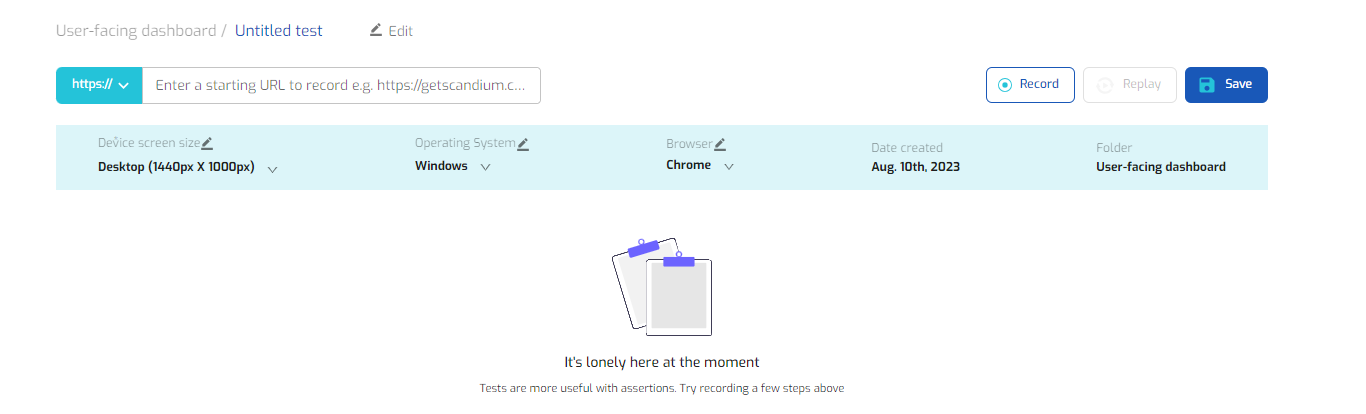 User-facing dashboard / Untitled test Edit
https:// Enter a starting URL to record e.g. https://getscandium.c... Record Replay Save
Device screen size Operating System Browser Date created Folder
Desktop (1440px X 1000px) Windows Chrome Aug. 10th, 2023 User-facing dashboard
It's lonely here at the moment
Tests are more useful with assertions. Try recording a few steps above